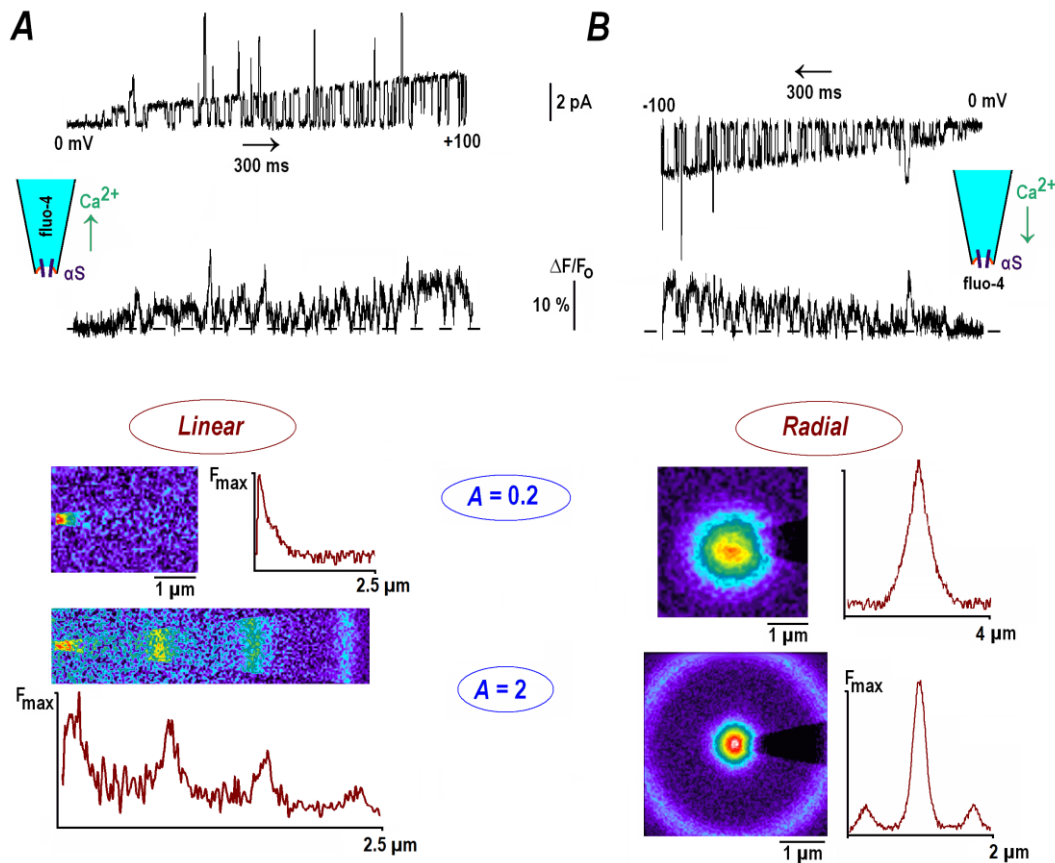 A
B
2 pA
0 mV
+100
300 ms
-100
0 mV
300 ms
fluo-4
Ca2+
αS
Ca2+
αS
fluo-4
ΔF/Fo
10 %
Linear
Radial
Fmax
A = 0.2
1 µm
2.5 µm
1 µm
4 µm
A = 2
Fmax
Fmax
2.5 µm
1 µm
2 µm